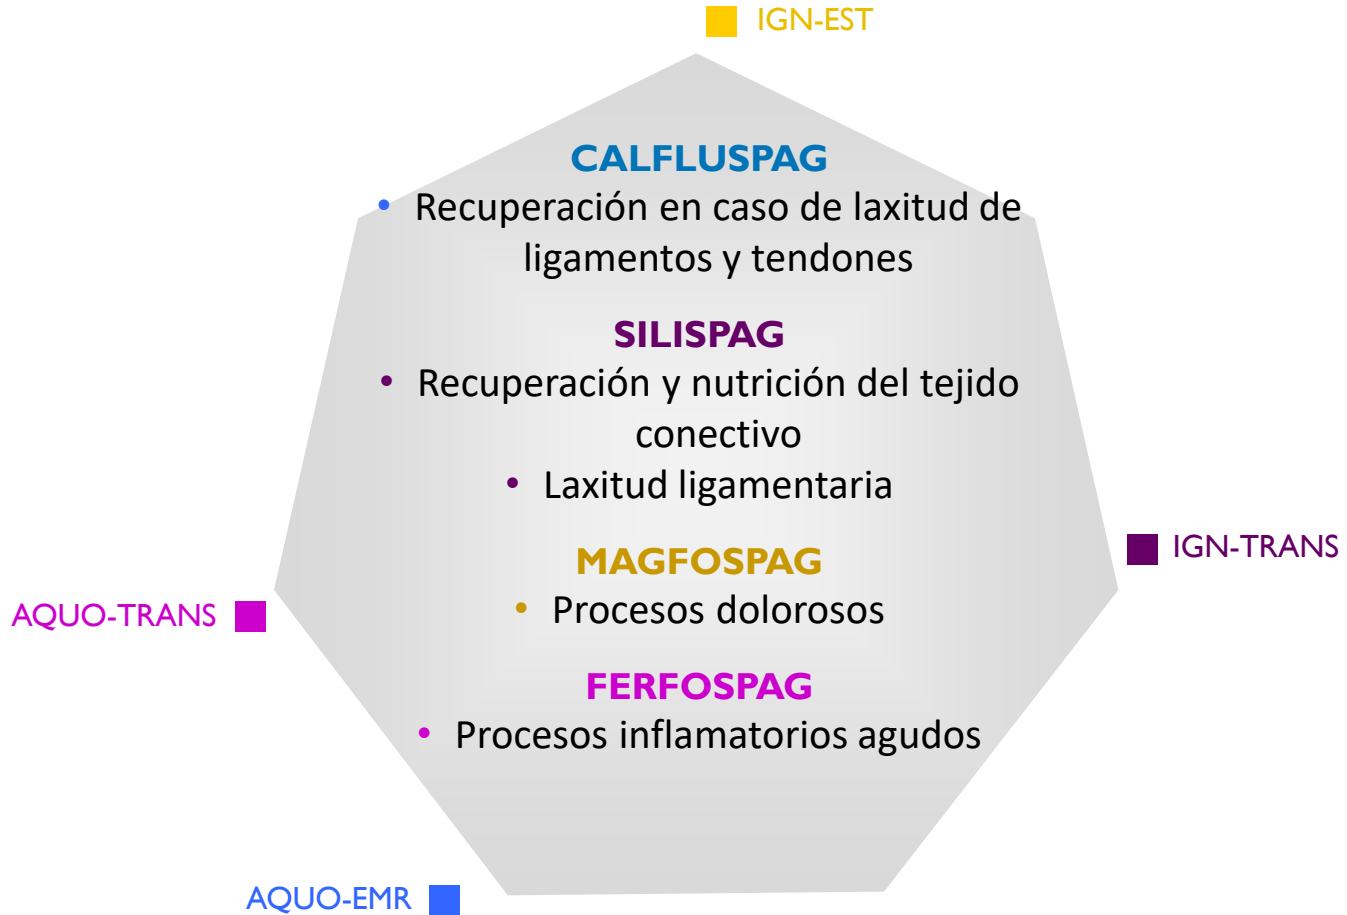 IGN-EST
CALFLUSPAG
• Recuperación en caso de laxitud de
ligamentos y tendones
SILISPAG
• Recuperación y nutrición del tejido
conectivo
• Laxitud ligamentaria
MAGFOSPAG
• Procesos dolorosos
FERFOSPAG
• Procesos inflamatorios agudos
IGN-TRANS
AQUO-TRANS
AQUO-EMR